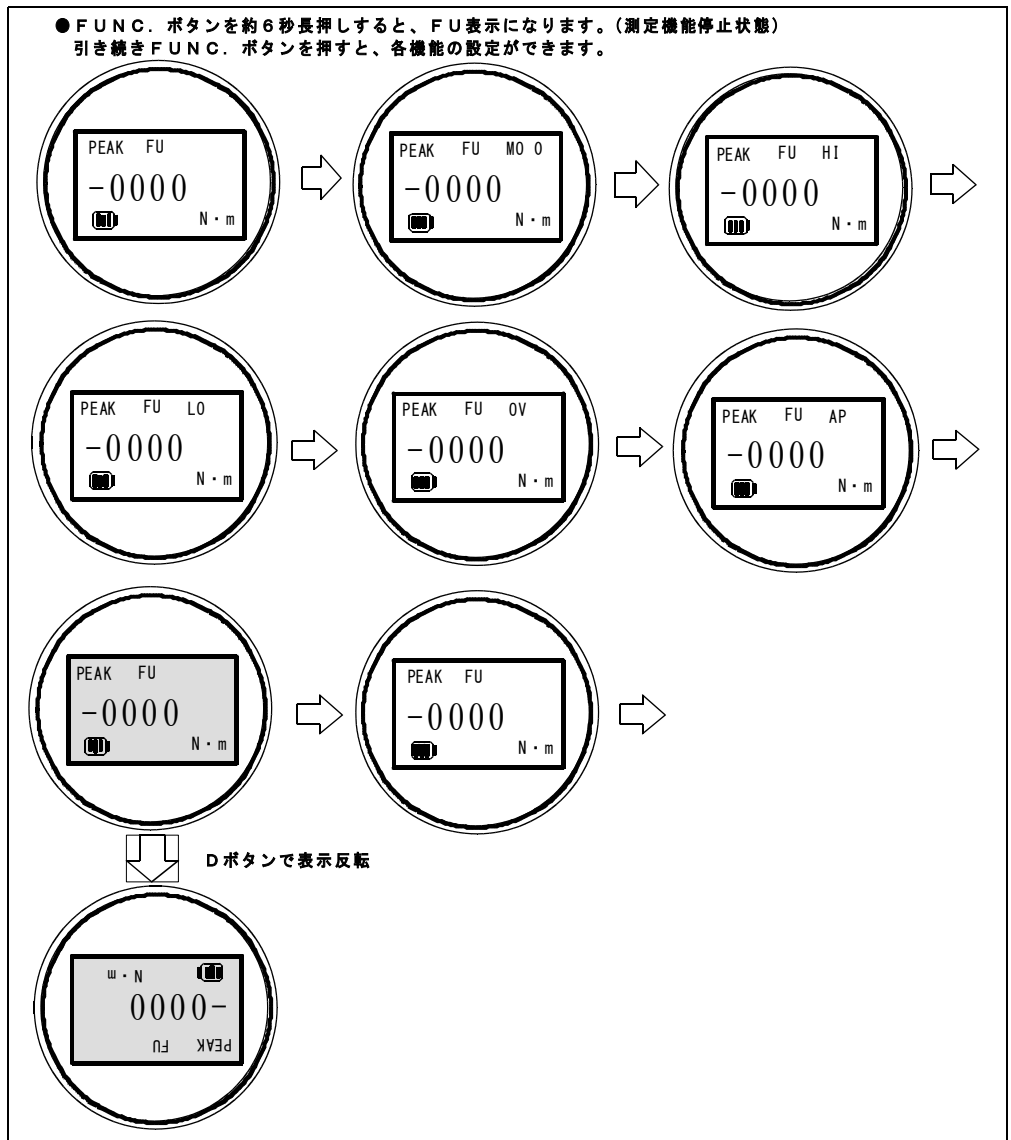 ●ＦＵＮＣ．ボタンを約６秒長押しすると、ＦＵ表示になります。（測定機能停止状態）
引き続きＦＵＮＣ．ボタンを押すと、各機能の設定ができます。
PEAK FU
-0000
N・m
PEAK FU MO 0
-0000
N・m
PEAK FU HI
-0000
N・m
PEAK FU LO
-0000
N・m
PEAK FU OV
-0000
N・m
PEAK FU AP
-0000
N・m
PEAK FU
-0000
N・m
PEAK FU
-0000
N・m
Ｄボタンで表示反転
PEAK FU
-0000
N・m